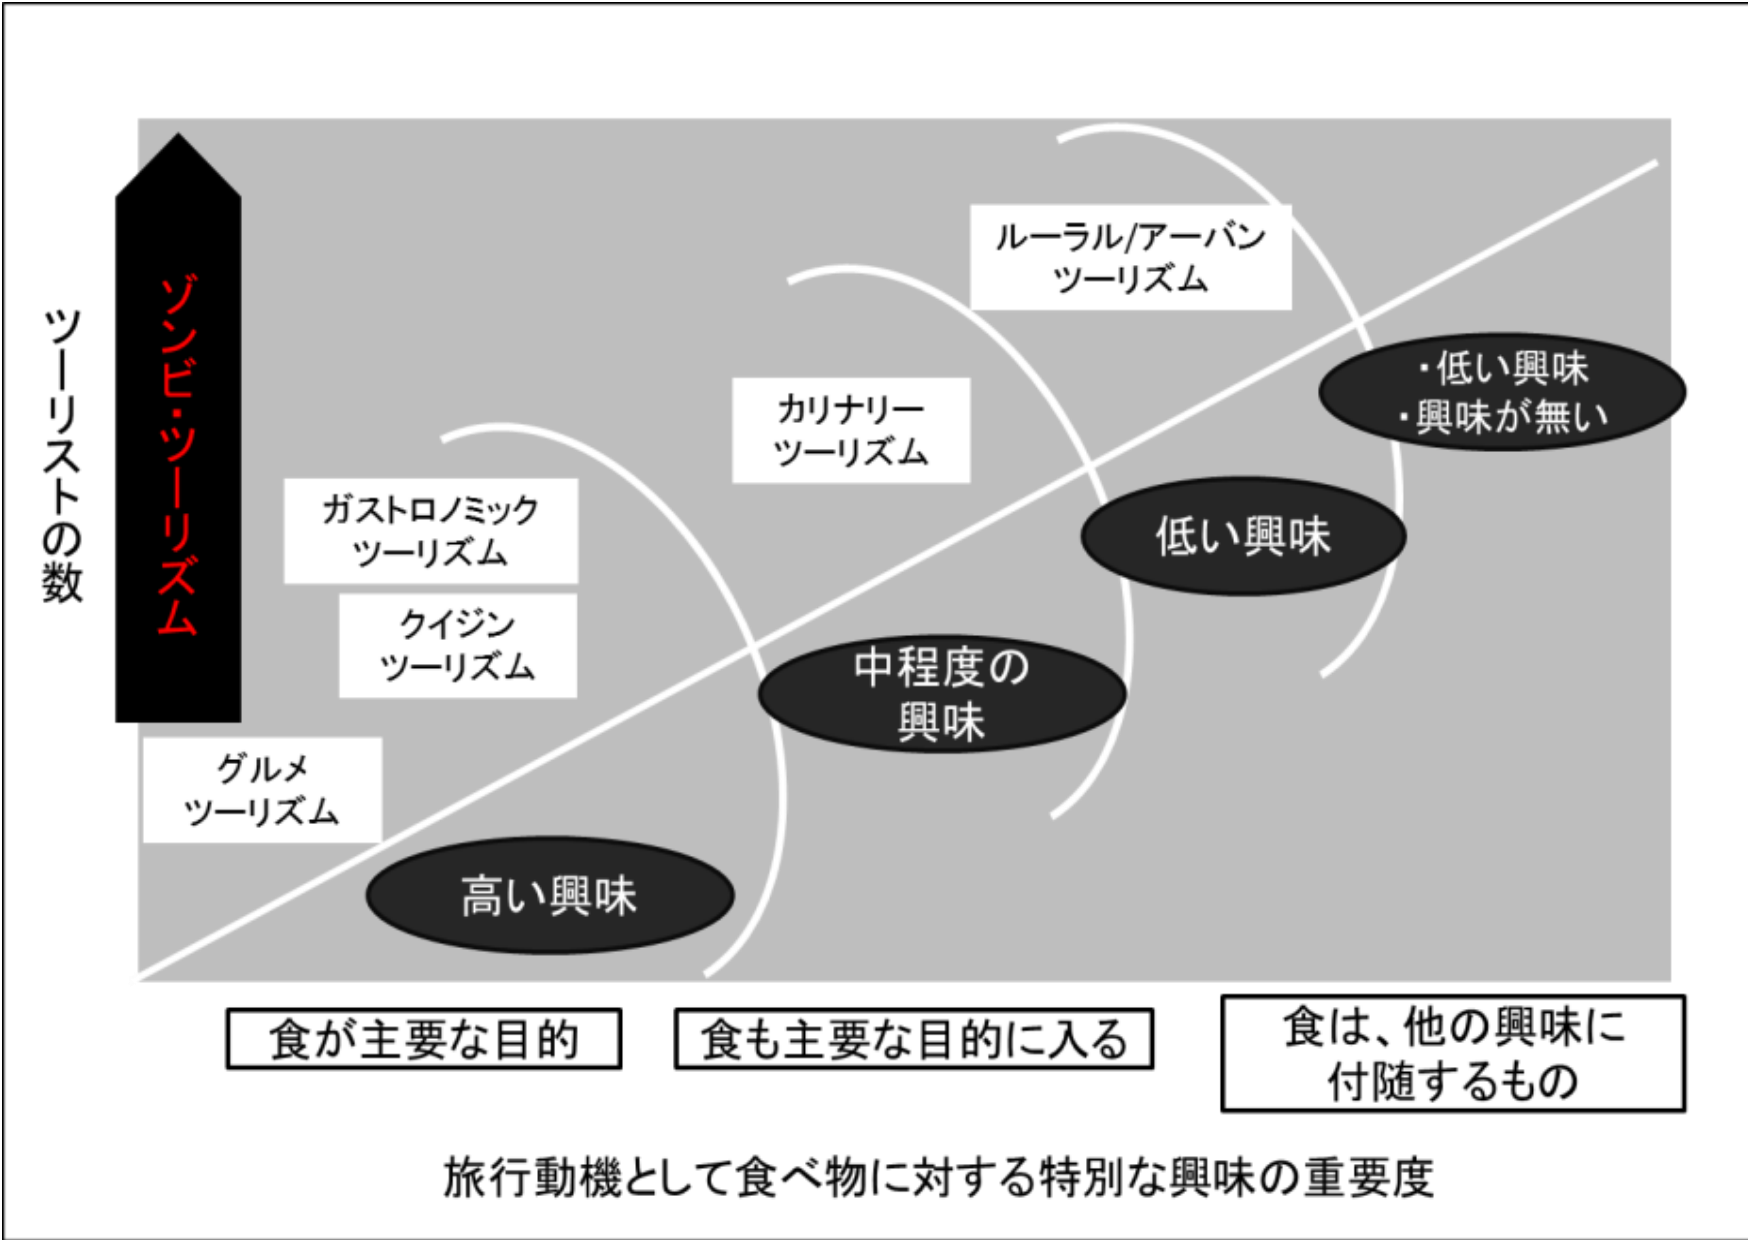 ツーリストの数
ゾンビ・ツーリズム
ルーラル/アーバン
ツーリズム
・低い興味
・興味が無い
カリナリー
ツーリズム
低い興味
ガストロノミック
ツーリズム
クイジン
ツーリズム
中程度の
興味
グルメ
ツーリズム
高い興味
食が主要な目的
食も主要な目的に入る
食は、他の興味に
付随するもの
旅行動機として食べ物に対する特別な興味の重要度